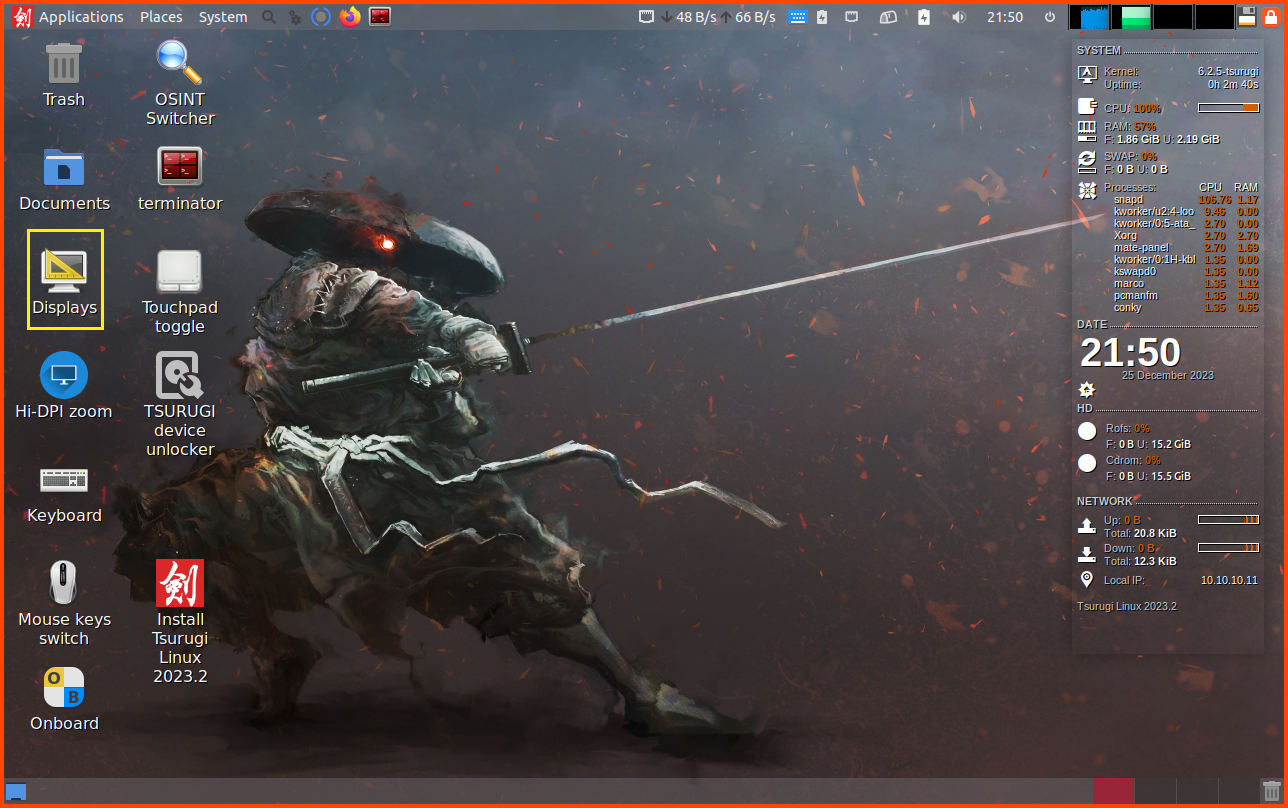 剣 Applications Places System
48 B/s 66 B/s
21:50
Trash
OSINT
Switcher
Documents
terminator
Displays
Touchpad
toggle
Hi-DPI zoom
TSURUGI
device
unlocker
Keyboard
Mouse keys
switch
剣
Install
Tsurugi
Linux
2023.2
O
B
Onboard
SYSTEM
Kernel: 6.2.5-tsurugi
Uptime: 0h 2m 40s
CPU: 100%
RAM: 57%
F: 1.86 GiB U: 2.19 GiB
SWAP: 0%
F: 0 B U: 0 B
Processes: CPU RAM
snapd 106.76 1.17
kworker/u2:4-loo 9.46 0.00
kworker/0:5-ata_ 2.70 0.00
Xorg 2.70 2.70
mate-panel 2.70 1.69
kworker/0:1H-kbl 1.35 0.00
kswapd0 1.35 0.00
marco 1.35 1.12
pcmanfm 1.35 1.60
conky 1.35 0.65
DATE
21:50
25 December 2023
HD
Rofs: 0%
F: 0 B U: 15.2 GiB
Cdrom: 0%
F: 0 B U: 15.5 GiB
NETWORK
Up: 0 B
Total: 20.8 KiB
Down: 0 B
Total: 12.3 KiB
Local IP: 10.10.10.11
Tsurugi Linux 2023.2